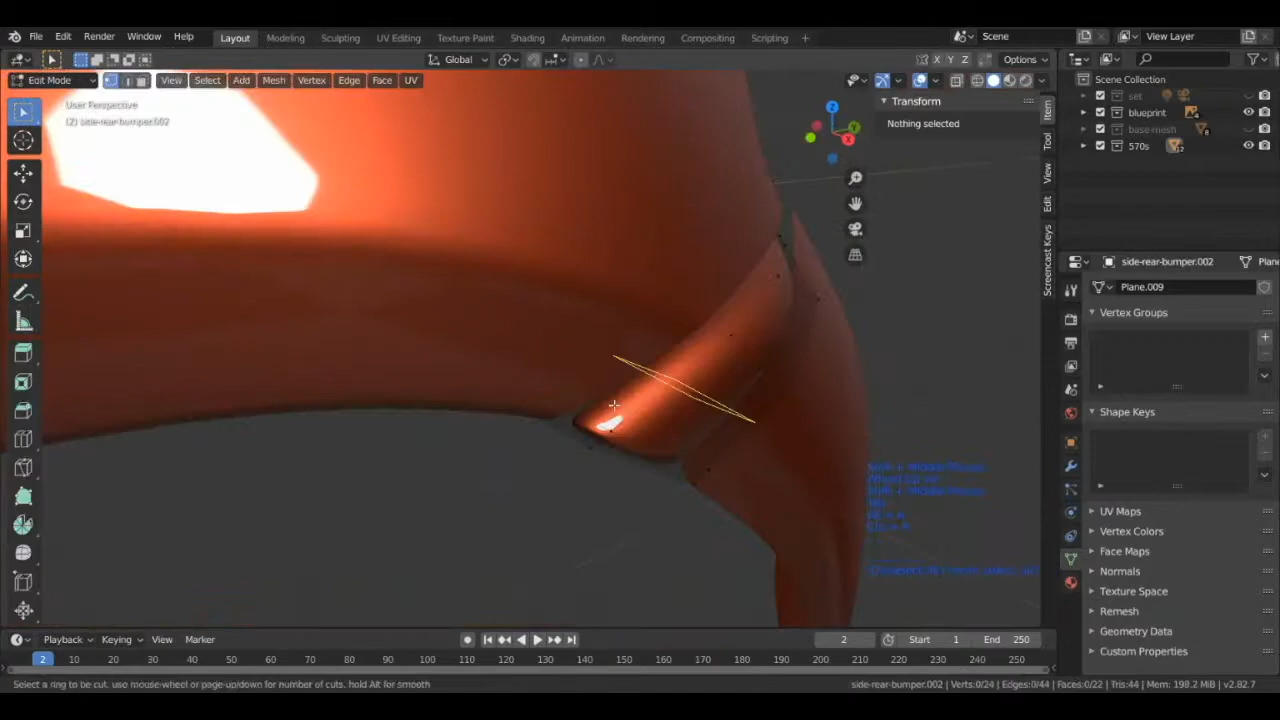 File Edit Render Window Help Layout Modeling Sculpting UV Editing Texture Paint Shading Animation Rendering Compositing Scripting + Scene View Layer
Global X Y Z Options
Edit Mode View Select Add Mesh Vertex Edge Face UV
User Perspective
(2) side-rear-bumper.002
Transform
Nothing selected
Z
Y
X
Item
Tool
View
Edit
Screencast Keys
Scene Collection
set
blueprint
base-mesh
570s
12
side-rear-bumper.002
Plane.009
Vertex Groups
Shape Keys
UV Maps
Vertex Colors
Face Maps
Normals
Texture Space
Remesh
Geometry Data
Custom Properties
Playback Keying View Marker 2 Start 1 End 250
2 10 20 30 40 50 60 70 80 90 100 110 120 130 140 150 160 170 180 190 200 210 220 230 240 250
Select a ring to be cut, use mouse-wheel or page-up/down for number of cuts, hold Alt for smooth
side-rear-bumper.002 | Verts:0/24 | Edges:0/44 | Faces:0/22 | Tris:44 | Mem: 198.2 MiB | v2.82.7